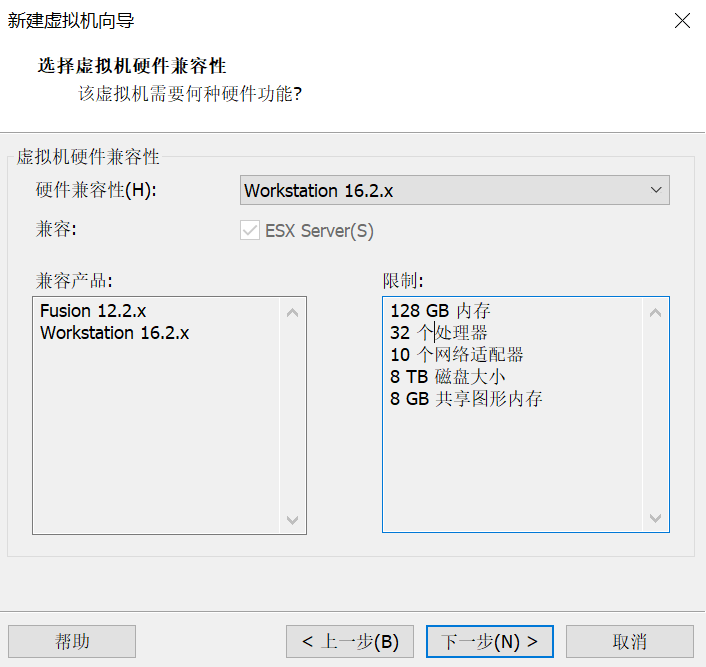 新建虚拟机向导
选择虚拟机硬件兼容性
该虚拟机需要何种硬件功能?
虚拟机硬件兼容性
硬件兼容性(H): Workstation 16.2.x
兼容: ESX Server(S)
兼容产品:
Fusion 12.2.x
Workstation 16.2.x
限制:
128 GB 内存
32 个处理器
10 个网络适配器
8 TB 磁盘大小
8 GB 共享图形内存
帮助 < 上一步(B) 下一步(N) > 取消